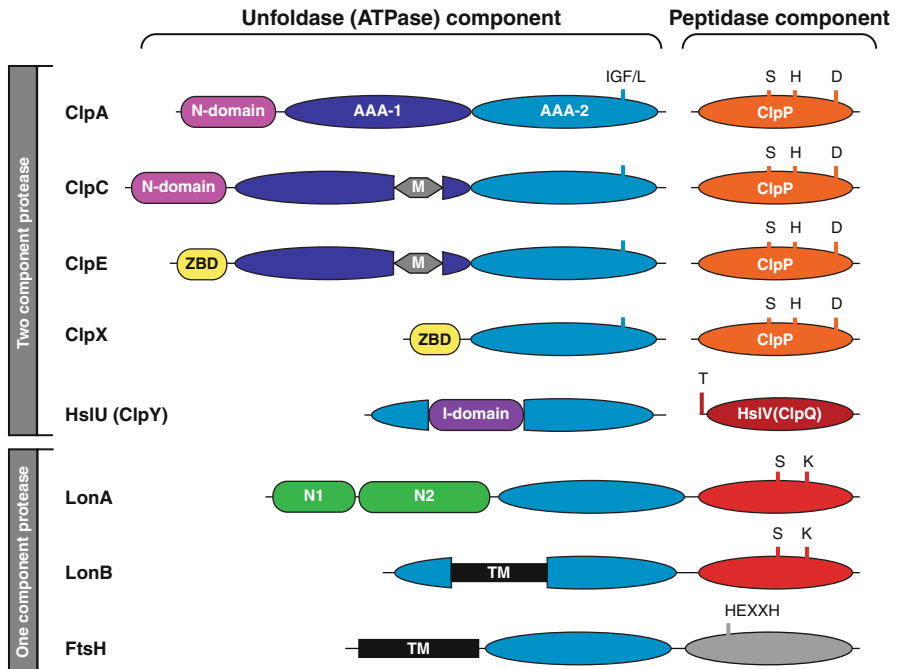 Unfoldase (ATPase) component Peptidase component
Two component protease
IGF/L S H D
ClpA N-domain AAA-1 AAA-2 ClpP
S H D
ClpC N-domain M ClpP
S H D
ClpE ZBD M ClpP
S H D
ClpX ZBD ClpP
T
HslU (ClpY) I-domain HslV(ClpQ)
One component protease
S K
LonA N1 N2
S K
LonB TM
HEXXH
FtsH TM